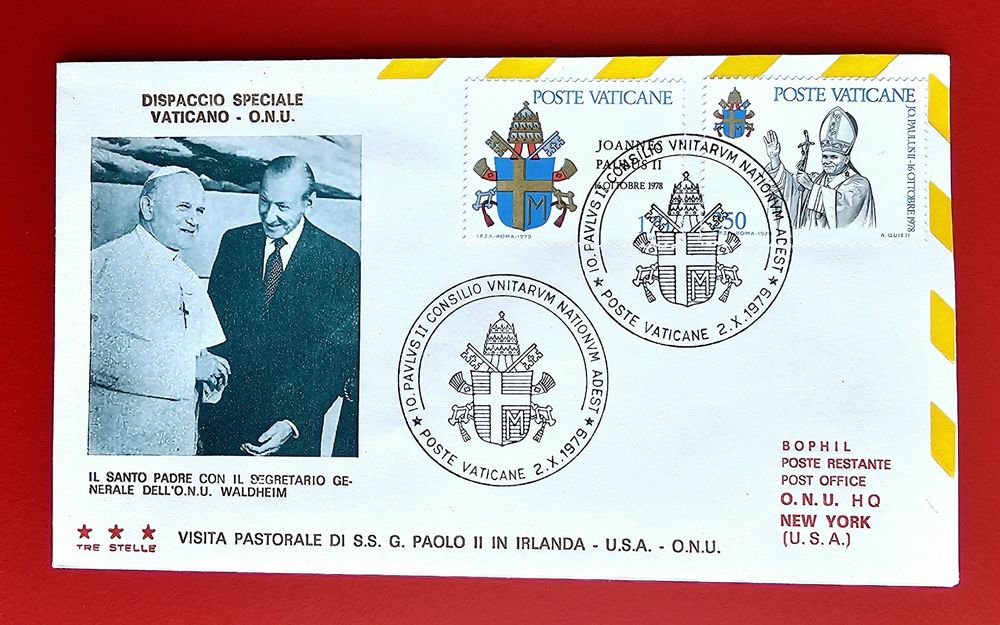 DISPACCIO SPECIALE
VATICANO - O.N.U.
POSTE VATICANE
JOANNES
PAULUS II
16 OTTOBRE 1978
I.P.Z.S.-ROMA-1979
POSTE VATICANE
JO.PAULUS II-16 OTTOBRE 1978
250
ROMA-1979
A. QUIETI
IO.PAVLVS II CONSILIO VNITARVM NATIONVM ADEST
POSTE VATICANE 2.X.1979
IO.PAVLVS II CONSILIO VNITARVM NATIONVM ADEST
POSTE VATICANE 2.X.1979
IL SANTO PADRE CON IL SEGRETARIO GE-
NERALE DELL'O.N.U. WALDHEIM
TRE STELLE
VISITA PASTORALE DI S.S. G. PAOLO II IN IRLANDA - U.S.A. - O.N.U.
BOPHIL
POSTE RESTANTE
POST OFFICE
O.N.U. HQ
NEW YORK
(U.S.A.)